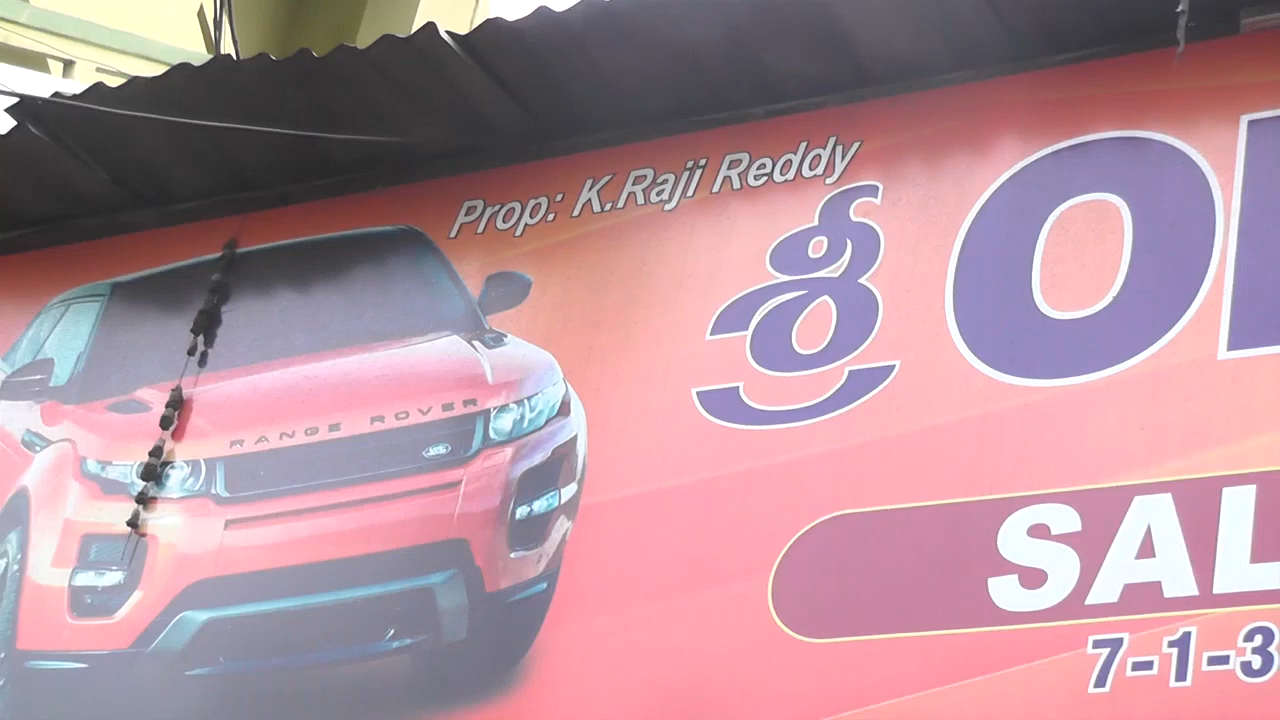 Prop: K.Raji Reddy
శ్రీ
SAL
7-1-3
RANGE ROVER